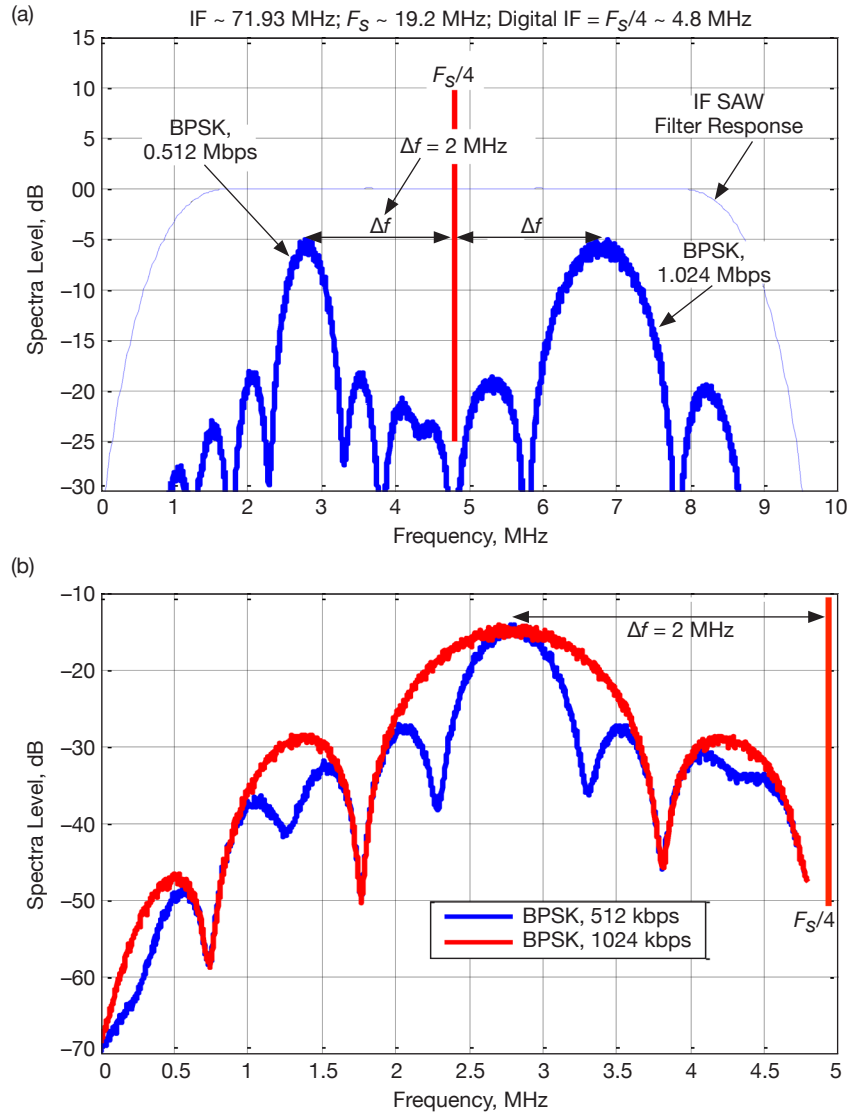 (a)
IF ~ 71.93 MHz; Fs ~ 19.2 MHz; Digital IF = Fs/4 ~ 4.8 MHz
15
10
5
00
−5
−10
−15
−20
−25
−30
Spectra Level, dB
Fs/4
BPSK,
0.512 Mbps
Δf = 2 MHz
IF SAW
Filter Response
Δf
Δf
BPSK,
1.024 Mbps
0
1
2
3
4
5
6
7
8
9
10
Frequency, MHz
(b)
−10
−20
−30
−40
−50
−60
−70
Spectra Level, dB
Δf = 2 MHz
BPSK, 512 kbps
BPSK, 1024 kbps
Fs/4
0
0.5
1
1.5
2
2.5
3
3.5
4
4.5
5
Frequency, MHz